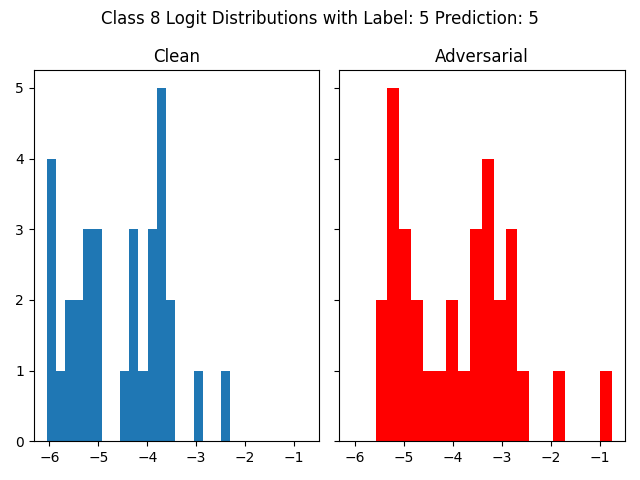 Class 8 Logit Distributions with Label: 5 Prediction: 5
Clean
Adversarial
5
4
3
2
1
0
−6 −5 −4 −3 −2 −1
−6 −5 −4 −3 −2 −1